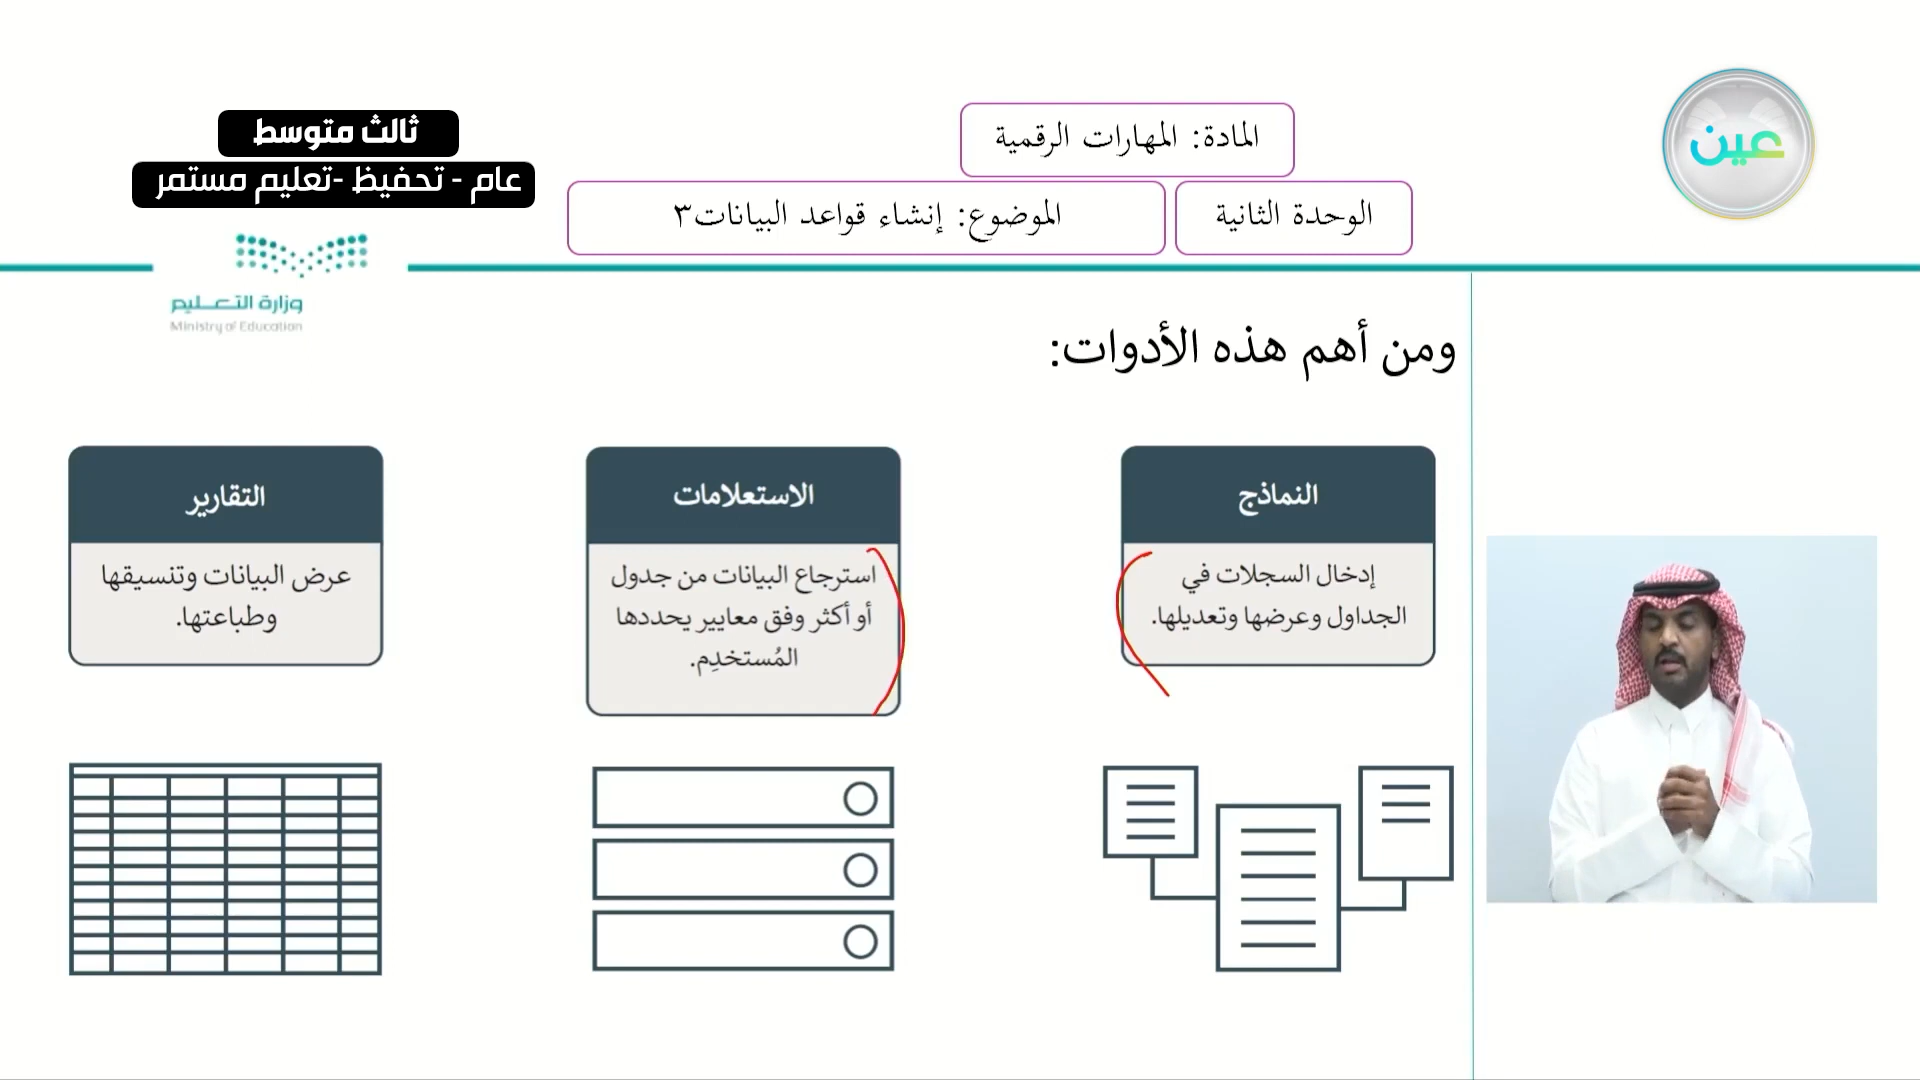 عين
المادة: المهارات الرقمية
الوحدة الثانية
الموضوع: إنشاء قواعد البيانات٣
ثالث متوسط
عام - تحفيظ -تعليم مستمر
وزارة التعليم
Ministry of Education
ومن أهم هذه الأدوات:
النماذج
إدخال السجلات في
الجداول وعرضها وتعديلها.
الاستعلامات
استرجاع البيانات من جدول
أو أكثر وفق معايير يحددها
المُستخدِم.
التقارير
عرض البيانات وتنسيقها
وطباعتها.